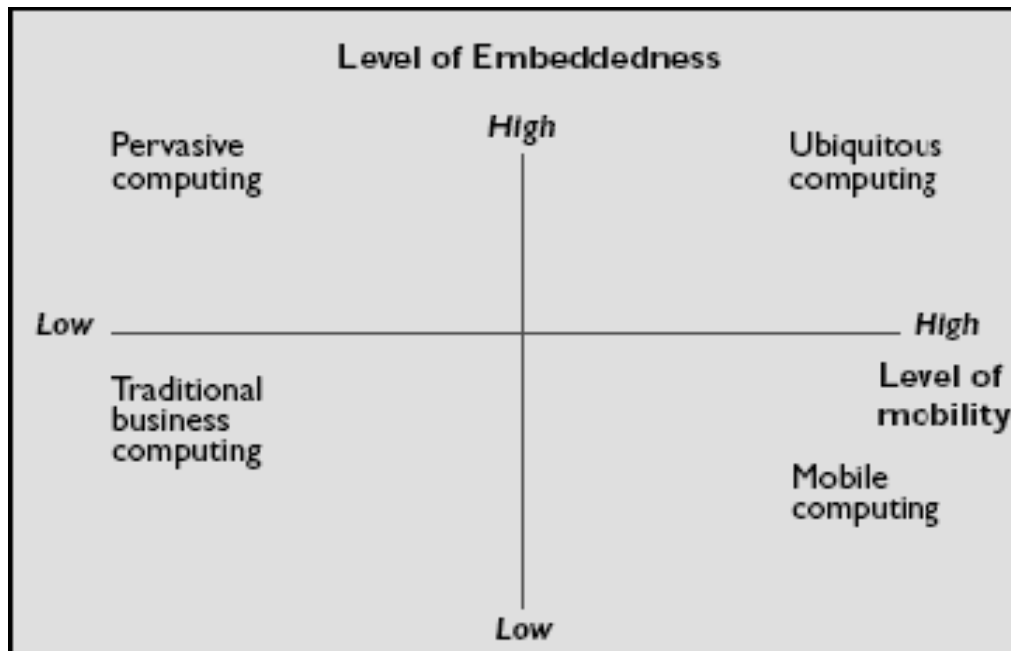 Level of Embeddedness
High
Pervasive
computing
Ubiquitous
computing
Low
High
Level of
mobility
Traditional
business
computing
Mobile
computing
Low